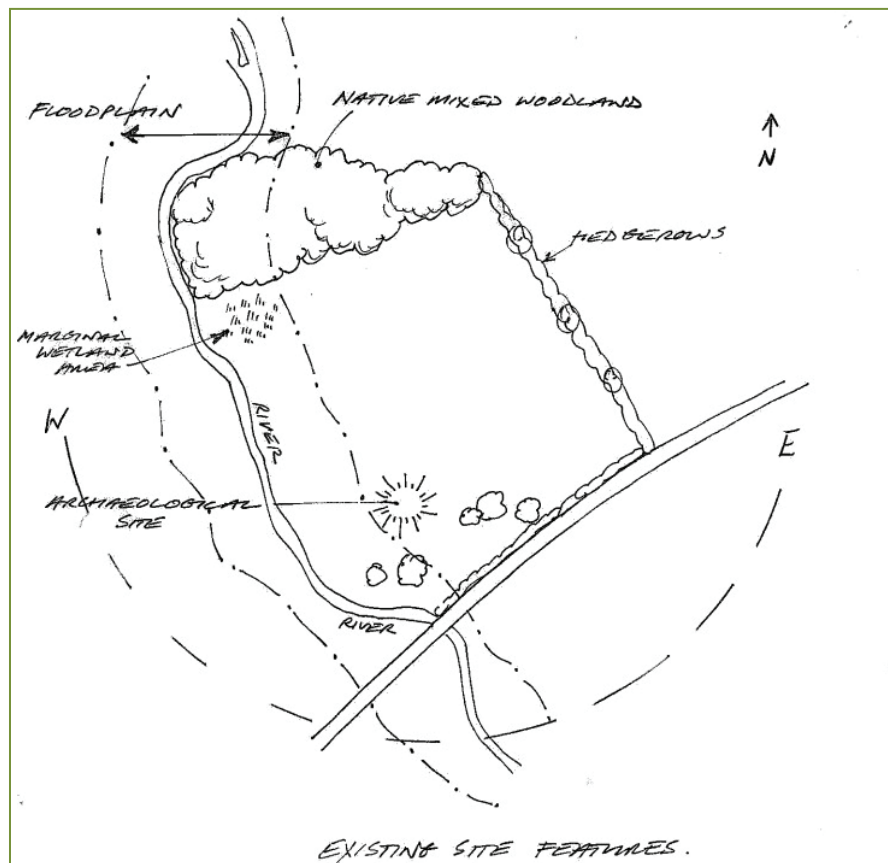 FLOODPLAIN
NATIVE MIXED WOODLAND
N
HEDGEROWS
MARGINAL
WETLAND
AREA
W
RIVER
E
ARCHAEOLOGICAL
SITE
RIVER
EXISTING SITE FEATURES.